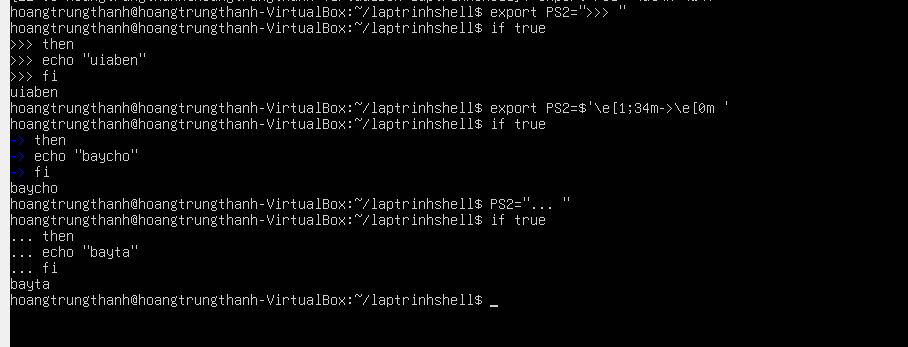 hoangtrungthanh@hoangtrungthanh-VirtualBox:~/laptrinhshell$ export PS2=">>> "
hoangtrungthanh@hoangtrungthanh-VirtualBox:~/laptrinhshell$ if true
>>> then
>>> echo "uiaben"
>>> fi
uiaben
hoangtrungthanh@hoangtrungthanh-VirtualBox:~/laptrinhshell$ export PS2=$'\e[1;34m->\e[0m '
hoangtrungthanh@hoangtrungthanh-VirtualBox:~/laptrinhshell$ if true
-> then
-> echo "baycho"
-> fi
baycho
hoangtrungthanh@hoangtrungthanh-VirtualBox:~/laptrinhshell$ PS2="... "
hoangtrungthanh@hoangtrungthanh-VirtualBox:~/laptrinhshell$ if true
... then
... echo "bayta"
... fi
bayta
hoangtrungthanh@hoangtrungthanh-VirtualBox:~/laptrinhshell$ _